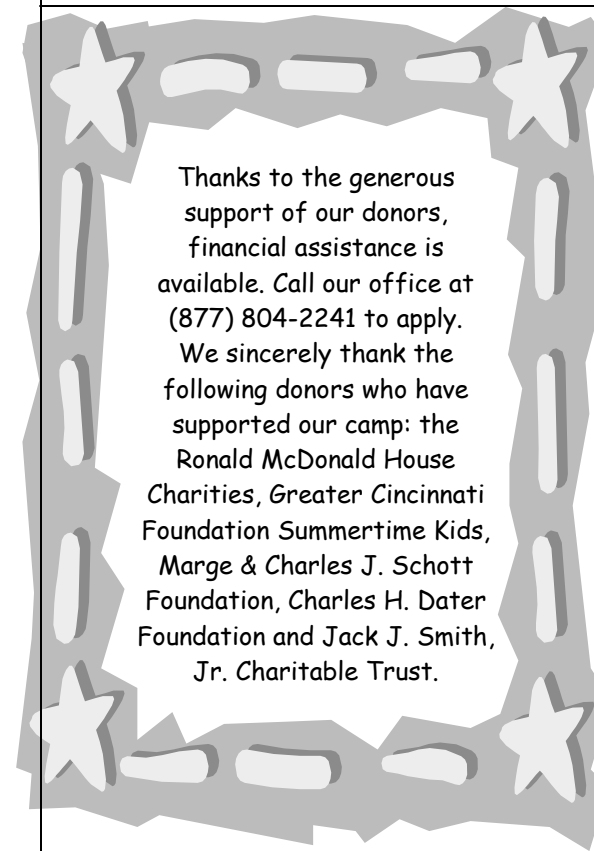 Thanks to the generous
support of our donors,
financial assistance is
available. Call our office at
(877) 804-2241 to apply.
We sincerely thank the
following donors who have
supported our camp: the
Ronald McDonald House
Charities, Greater Cincinnati
Foundation Summertime Kids,
Marge & Charles J. Schott
Foundation, Charles H. Dater
Foundation and Jack J. Smith,
Jr. Charitable Trust.